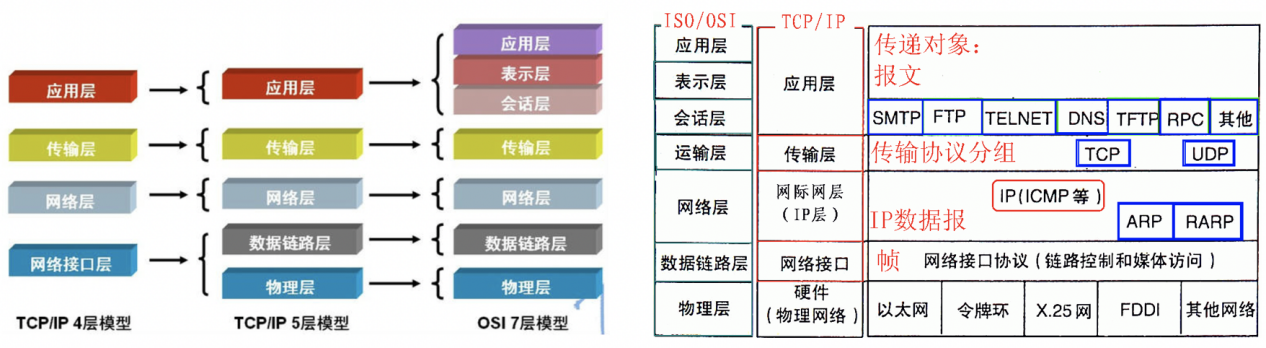 应用层
传输层
网络层
网络接口层
TCP/IP 4层模型
应用层
传输层
网络层
数据链路层
物理层
TCP/IP 5层模型
应用层
表示层
会话层
传输层
网络层
数据链路层
物理层
OSI 7层模型
ISO/OSI
应用层
表示层
会话层
运输层
网络层
数据链路层
物理层
TCP/IP
应用层
传输层
网际网层
(IP层)
网络接口
硬件
(物理网络)
传递对象:
报文
SMTP FTP TELNET DNS TFTP RPC 其他
传输协议分组 TCP UDP
IP(ICMP等)
IP数据报 ARP RARP
帧 网络接口协议(链路控制和媒体访问)
以太网 令牌环 X.25网 FDDI 其他网络